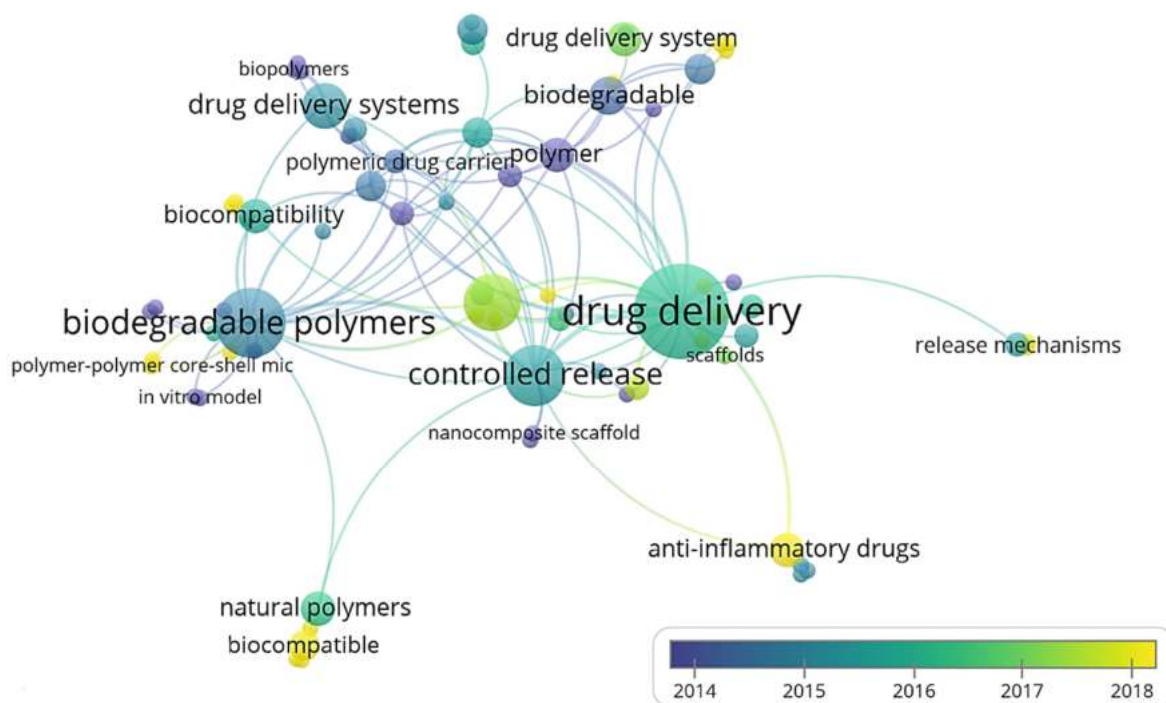 drug delivery system
biopolymers
drug delivery systems
biodegradable
polymeric drug carrier
polymer
biocompatibility
drug delivery
biodegradable polymers
release mechanisms
scaffolds
polymer-polymer core-shell mic
controlled release
in vitro model
nanocomposite scaffold
anti-inflammatory drugs
natural polymers
biocompatible
2014 2015 2016 2017 2018